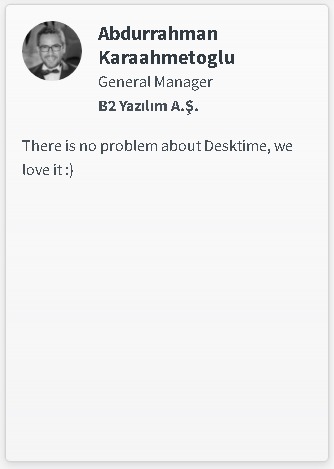 Abdurrahman
Karaahmetoglu
General Manager
B2 Yazılım A.Ş.
There is no problem about Desktime, we
love it :)